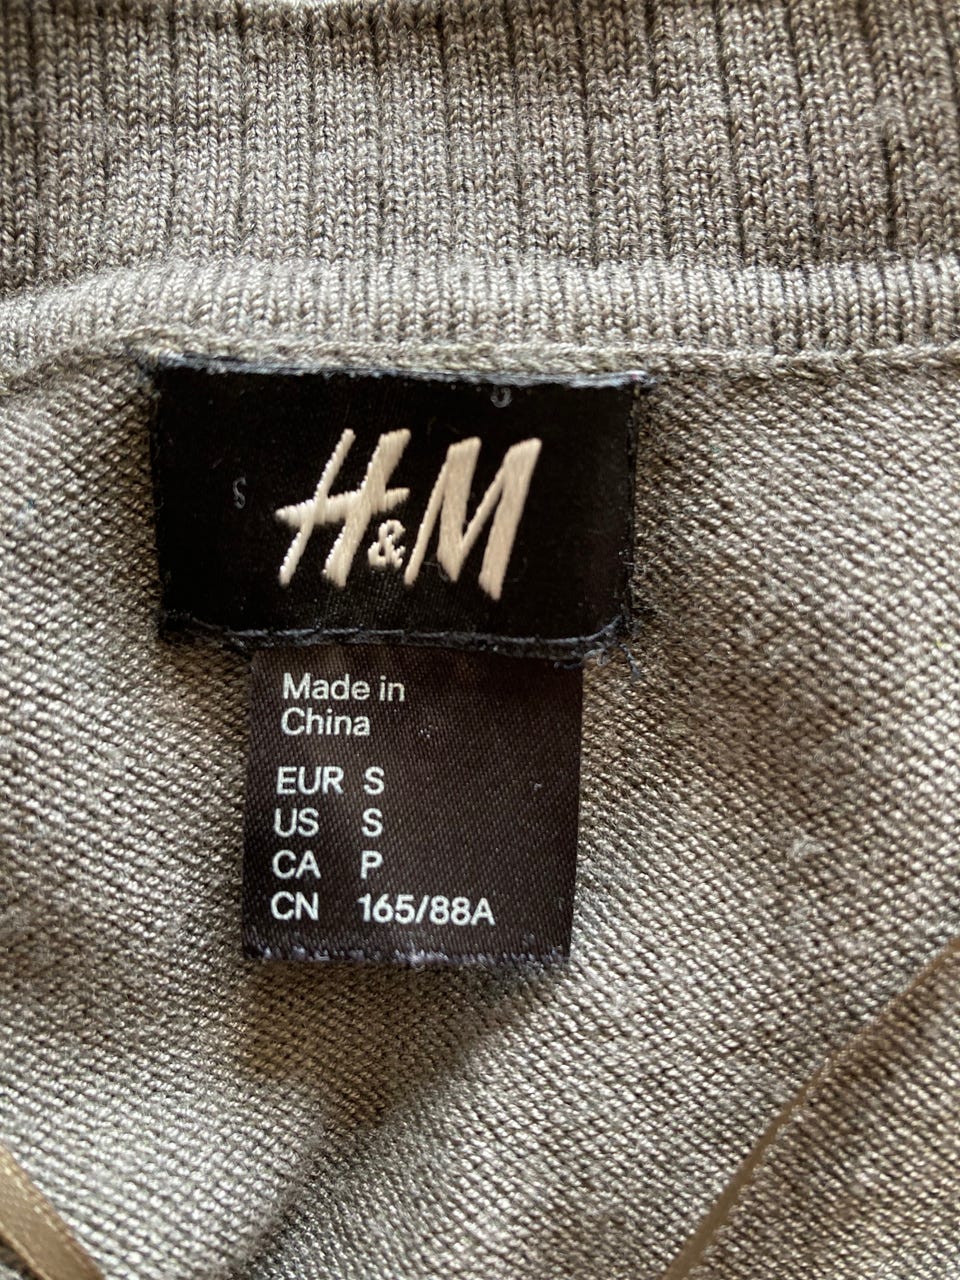 H&M
Made in
China
EUR S
US S
CA P
CN 165/88A